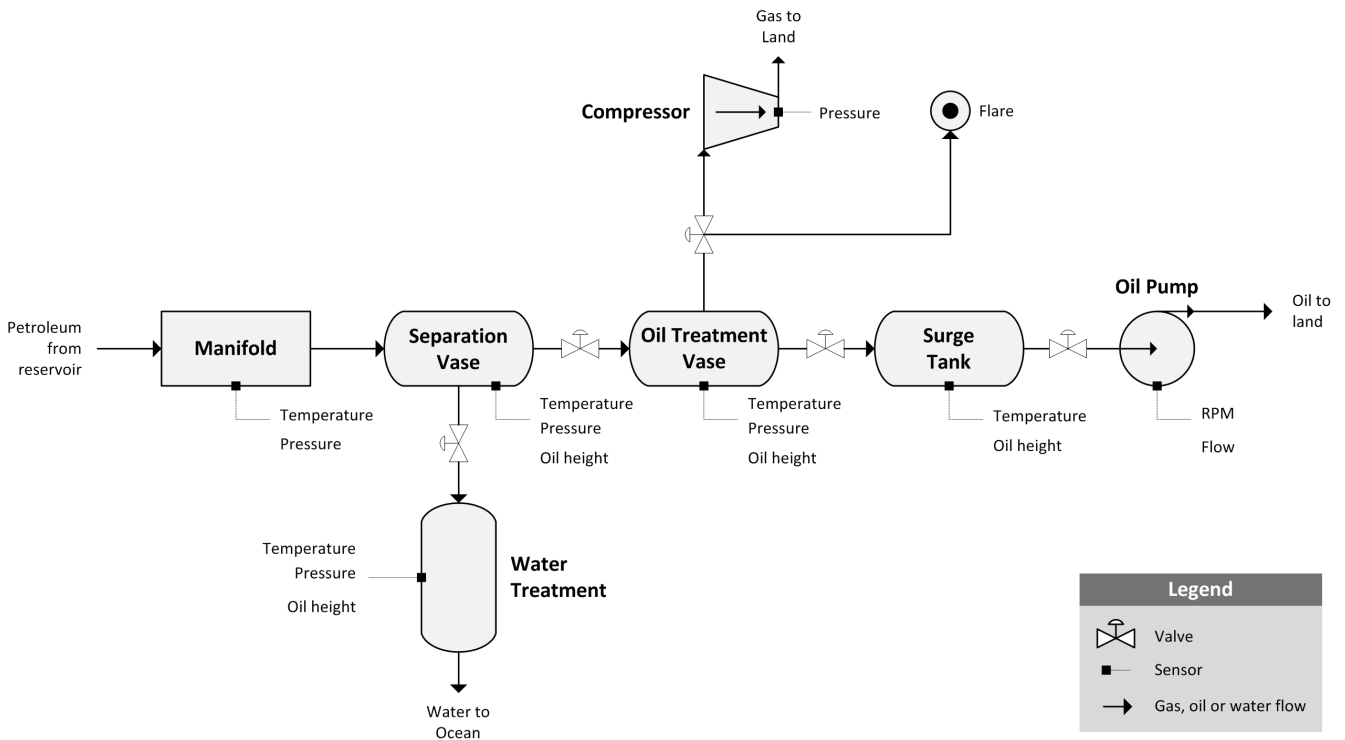 Gas to
Land
Compressor
Pressure
Flare
Petroleum
from
reservoir
Manifold
Separation
Vase
Oil Treatment
Vase
Surge
Tank
Oil Pump
Oil to
land
Temperature
Pressure
Temperature
Pressure
Oil height
Temperature
Pressure
Oil height
Temperature
Oil height
RPM
Flow
Temperature
Pressure
Oil height
Water
Treatment
Water to
Ocean
Legend
Valve
Sensor
Gas, oil or water flow